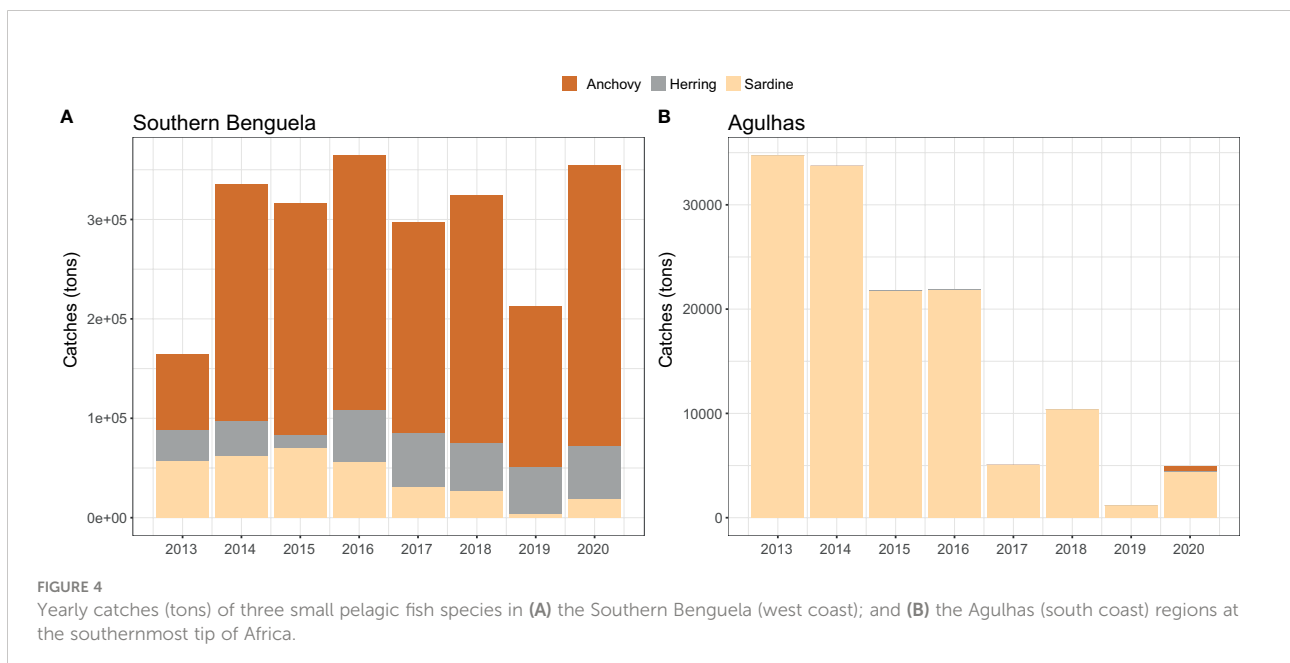 Anchovy Herring Sardine
A
Southern Benguela
Catches (tons)
3e+05
2e+05
1e+05
0e+00
2013 2014 2015 2016 2017 2018 2019 2020
B
Agulhas
Catches (tons)
30000
20000
10000
0
2013 2014 2015 2016 2017 2018 2019 2020
FIGURE 4
Yearly catches (tons) of three small pelagic fish species in (A) the Southern Benguela (west coast); and (B) the Agulhas (south coast) regions at
the southernmost tip of Africa.